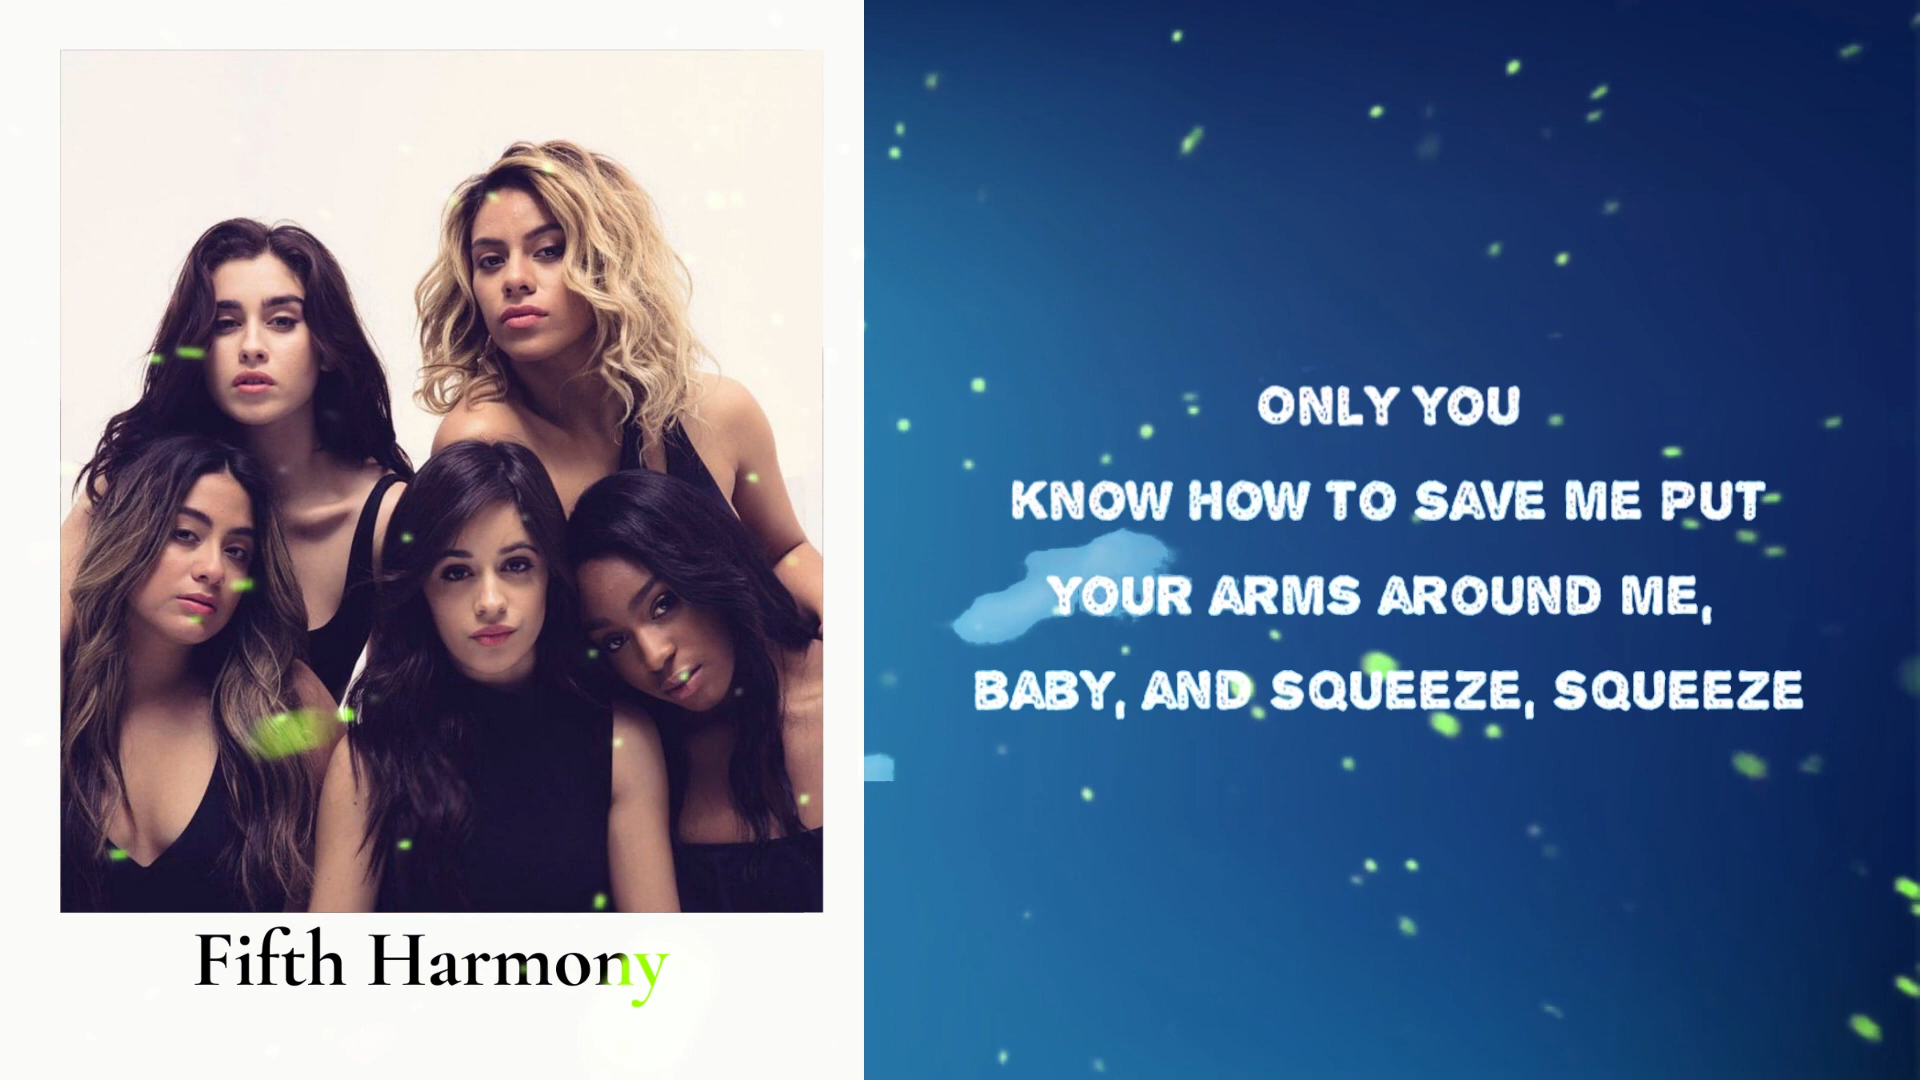 Fifth Harmony
ONLY YOU
KNOW HOW TO SAVE ME PUT
YOUR ARMS AROUND ME,
BABY, AND SQUEEZE, SQUEEZE